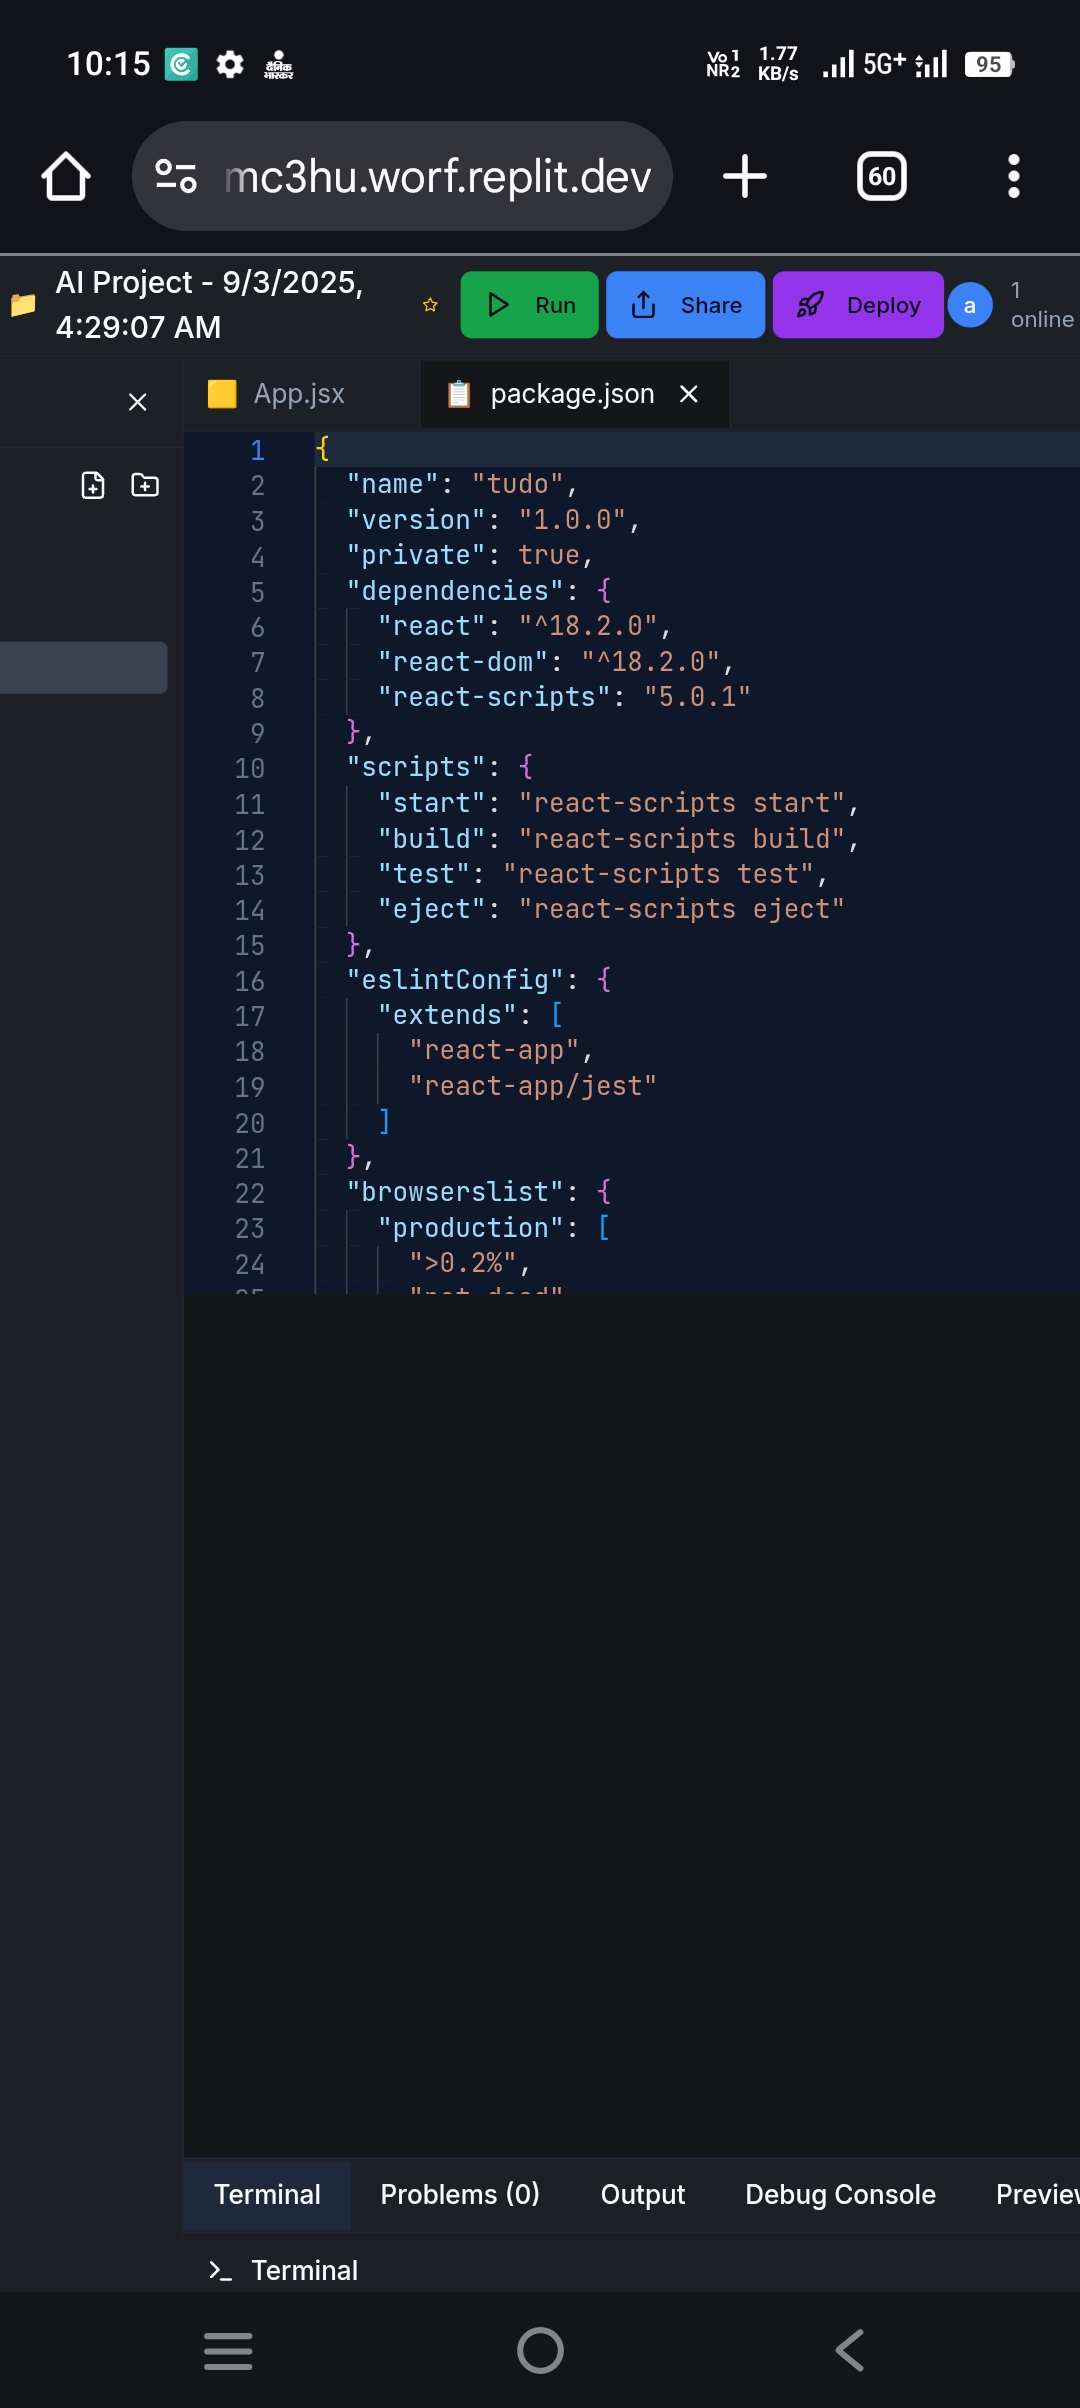 10:15
दैनिक भास्कर
Vo 1
NR2
1.77
KB/s
5G+
95
mc3hu.worf.replit.dev
60
AI Project - 9/3/2025,
4:29:07 AM
Run
Share
Deploy
a
1
online
App.jsx
package.json
1 {
2 "name": "tudo",
3 "version": "1.0.0",
4 "private": true,
5 "dependencies": {
6 "react": "^18.2.0",
7 "react-dom": "^18.2.0",
8 "react-scripts": "5.0.1"
9 },
10 "scripts": {
11 "start": "react-scripts start",
12 "build": "react-scripts build",
13 "test": "react-scripts test",
14 "eject": "react-scripts eject"
15 },
16 "eslintConfig": {
17 "extends": [
18 "react-app",
19 "react-app/jest"
20 ]
21 },
22 "browserslist": {
23 "production": [
24 ">0.2%",
Terminal
Problems (0)
Output
Debug Console
Terminal